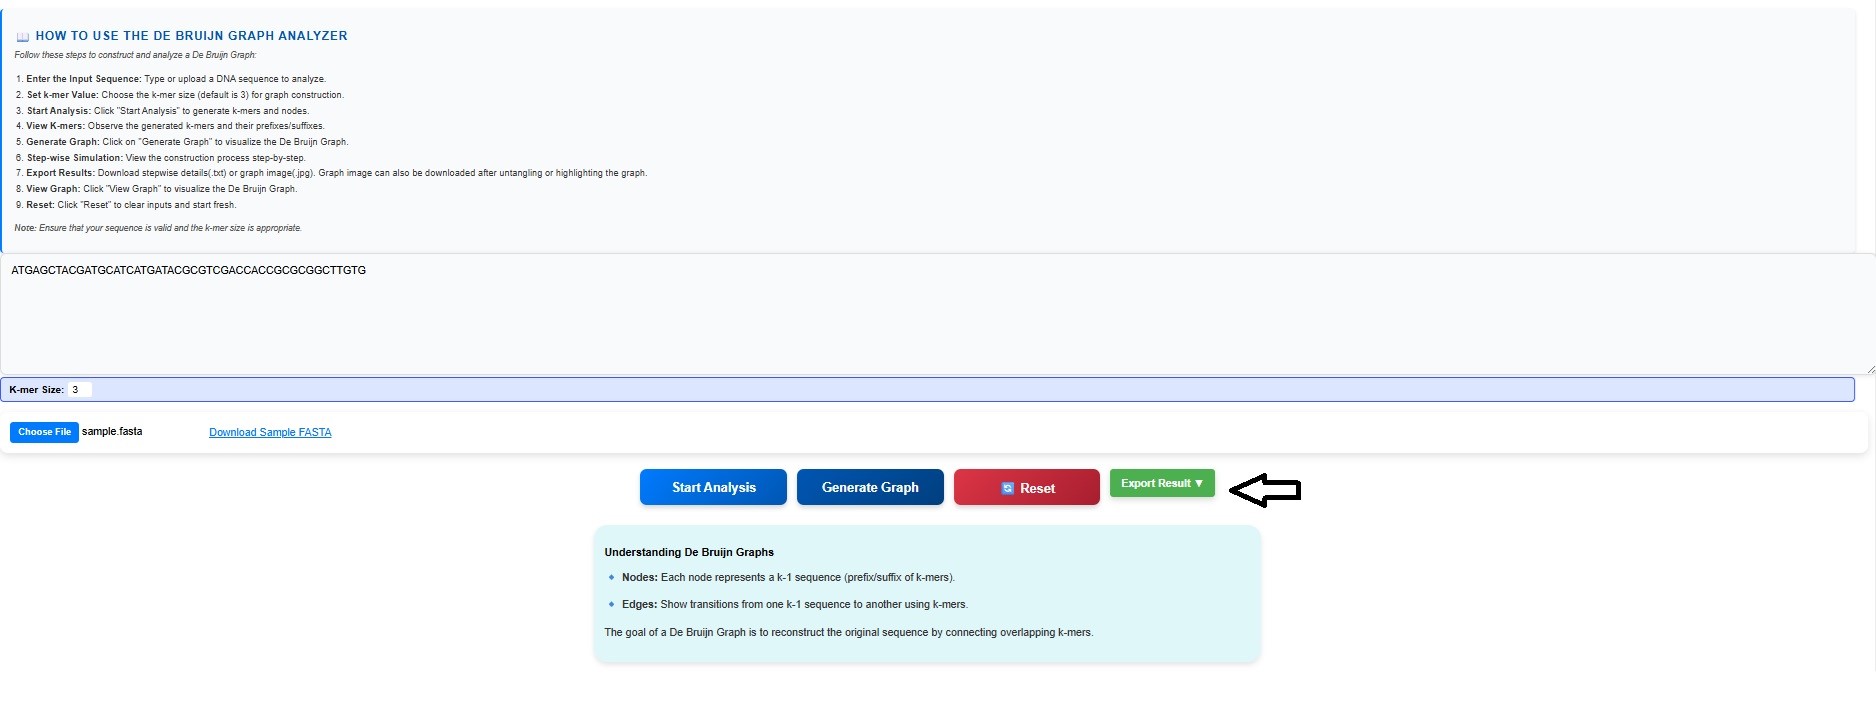 📖 HOW TO USE THE DE BRUIJN GRAPH ANALYZER
Follow these steps to construct and analyze a De Bruijn Graph:
1. Enter the Input Sequence: Type or upload a DNA sequence to analyze.
2. Set k-mer Value: Choose the k-mer size (default is 3) for graph construction.
3. Start Analysis: Click "Start Analysis" to generate k-mers and nodes.
4. View K-mers: Observe the generated k-mers and their prefixes/suffixes.
5. Generate Graph: Click on "Generate Graph" to visualize the De Bruijn Graph.
6. Step-wise Simulation: View the construction process step-by-step.
7. Export Results: Download stepwise details(.txt) or graph image(.jpg). Graph image can also be downloaded after untangling or highlighting the graph.
8. View Graph: Click "View Graph" to visualize the De Bruijn Graph.
9. Reset: Click "Reset" to clear inputs and start fresh.
Note: Ensure that your sequence is valid and the k-mer size is appropriate.
ATGAGCTACGATGCATCATGATACGCGTCGACCACCGCGCGGCTTGTG
K-mer Size: 3
Choose File sample.fasta Download Sample FASTA
Start Analysis Generate Graph 🔄 Reset Export Result ▼
Understanding De Bruijn Graphs
🔹 Nodes: Each node represents a k-1 sequence (prefix/suffix of k-mers).
🔹 Edges: Show transitions from one k-1 sequence to another using k-mers.
The goal of a De Bruijn Graph is to reconstruct the original sequence by connecting overlapping k-mers.